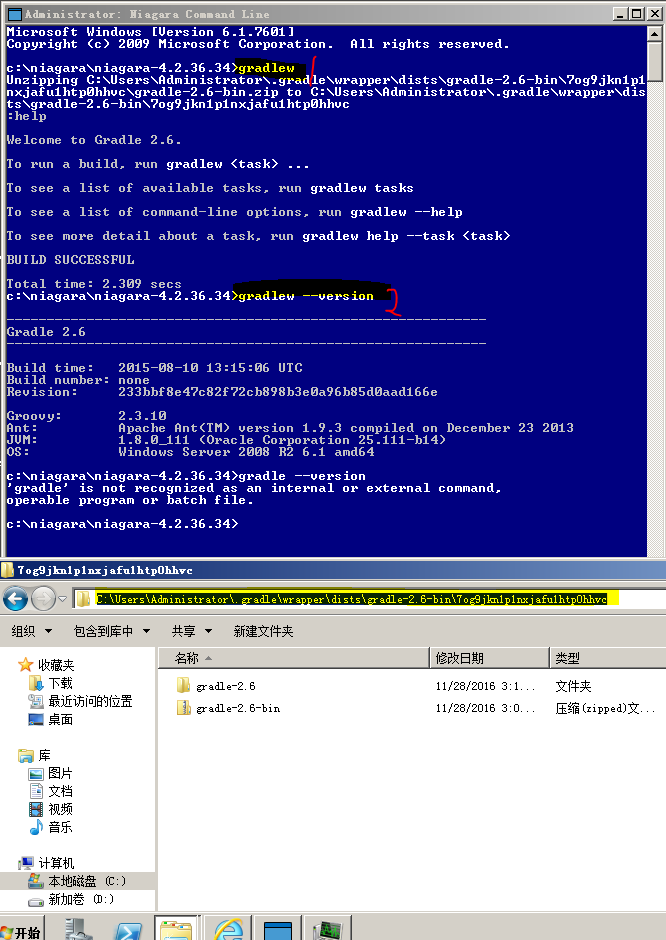 Administrator: Niagara Command Line
Microsoft Windows [Version 6.1.7601]
Copyright (c) 2009 Microsoft Corporation.  All rights reserved.
c:\niagara\niagara-4.2.36.34>gradlew
Unzipping C:\Users\Administrator\.gradle\wrapper\dists\gradle-2.6-bin\7og9jkn1p1
nxjafu1htp0hhvc\gradle-2.6-bin.zip to C:\Users\Administrator\.gradle\wrapper\dis
ts\gradle-2.6-bin\7og9jkn1p1nxjafu1htp0hhvc
:help
Welcome to Gradle 2.6.
To run a build, run gradlew <task> ...
To see a list of available tasks, run gradlew tasks
To see a list of command-line options, run gradlew --help
To see more detail about a task, run gradlew help --task <task>
BUILD SUCCESSFUL
Total time: 2.309 secs
c:\niagara\niagara-4.2.36.34>gradlew --version 2
------------------------------------------------------------
Gradle 2.6
------------------------------------------------------------
Build time:   2015-08-10 13:15:06 UTC
Build number: none
Revision:     233bbf8e47c82f72cb898b3e0a96b85d0aad166e
Groovy:       2.3.10
Ant:          Apache Ant(TM) version 1.9.3 compiled on December 23 2013
JVM:          1.8.0_111 (Oracle Corporation 25.111-b14)
OS:           Windows Server 2008 R2 6.1 amd64
c:\niagara\niagara-4.2.36.34>gradle --version
'gradle' is not recognized as an internal or external command,
operable program or batch file.
c:\niagara\niagara-4.2.36.34>
7og9jkn1p1nxjafu1htp0hhvc
C:\Users\Administrator\.gradle\wrapper\dists\gradle-2.6-bin\7og9jkn1p1nxjafu1htp0hhvc
组织 包含到库中 共享 新建文件夹
收藏夹
下载
最近访问的位置
桌面
库
图片
文档
视频
音乐
计算机
本地磁盘 (C:)
新加卷 (D:)
名称 修改日期 类型
gradle-2.6 11/28/2016 3:1... 文件夹
gradle-2.6-bin 11/28/2016 3:0... 压缩(zipped)文...
开始